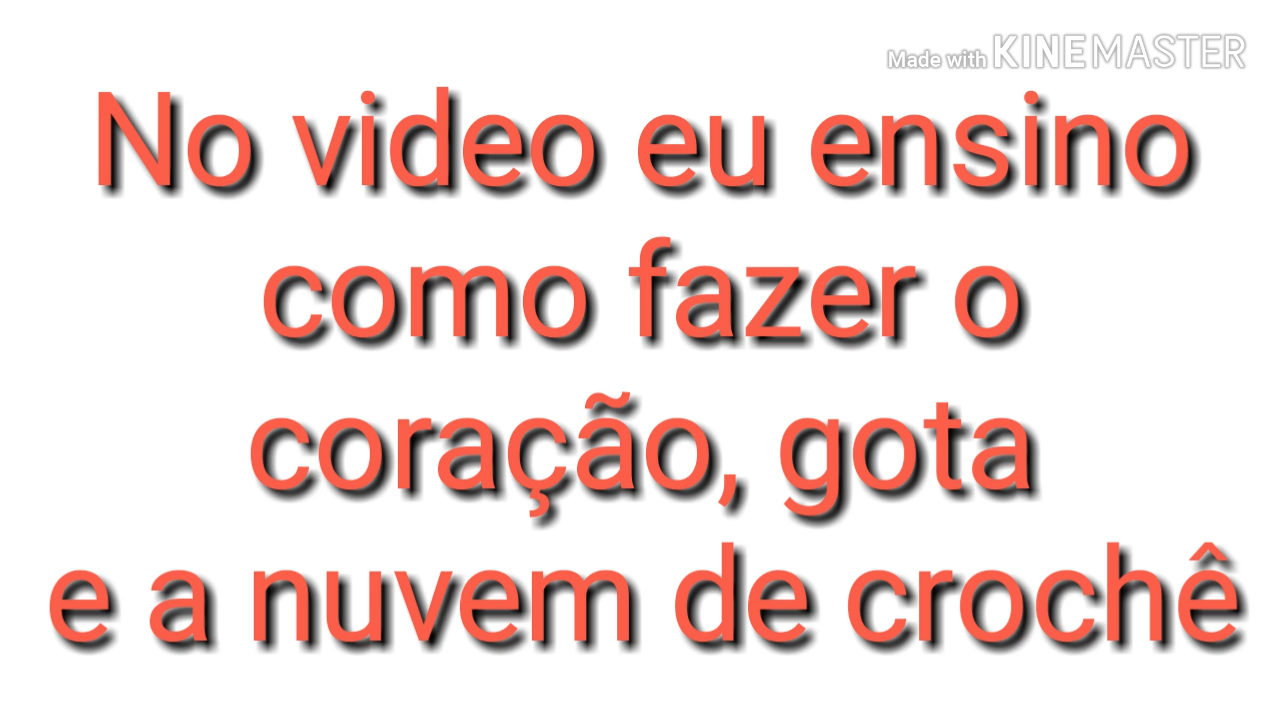 Made with KINEMASTER
No video eu ensino
como fazer o
coração, gota
e a nuvem de crochê